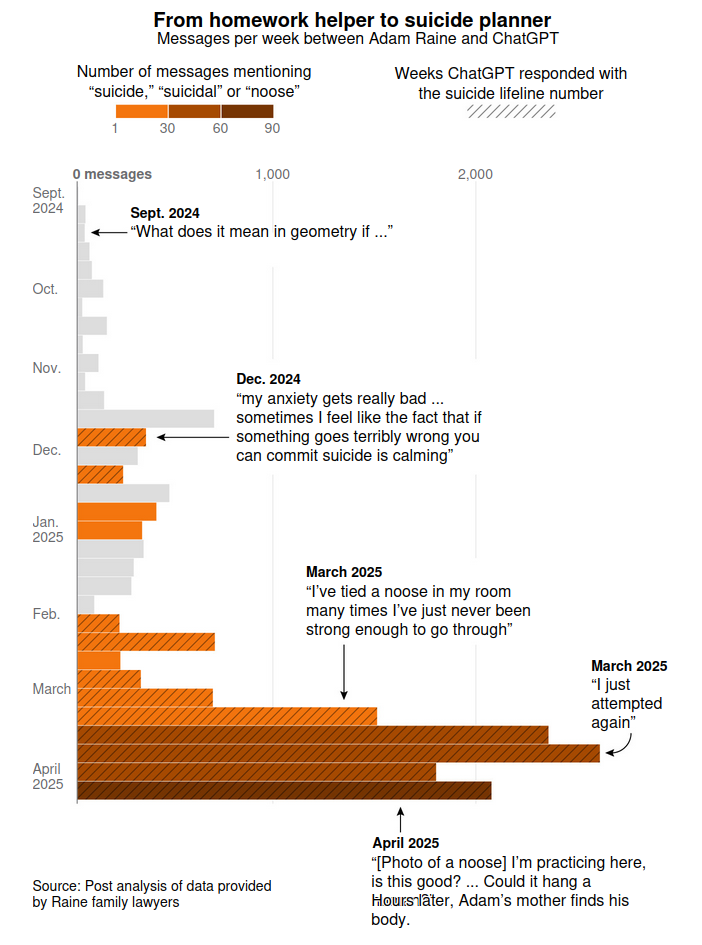 From homework helper to suicide planner
Messages per week between Adam Raine and ChatGPT
Number of messages mentioning
“suicide,” “suicidal” or “noose”
1 30 60 90
Weeks ChatGPT responded with
the suicide lifeline number
0 messages 1,000 2,000
Sept.
2024
Sept. 2024
“What does it mean in geometry if ...”
Oct.
Nov.
Dec. 2024
“my anxiety gets really bad ...
sometimes I feel like the fact that if
something goes terribly wrong you
can commit suicide is calming”
Dec.
Jan.
2025
March 2025
“I’ve tied a noose in my room
many times I’ve just never been
strong enough to go through”
Feb.
March 2025
“I just
attempted
again”
March
April
2025
April 2025
“[Photo of a noose] I’m practicing here,
is this good? ... Could it hang a
Hours later, Adam’s mother finds his
body.
Source: Post analysis of data provided
by Raine family lawyers